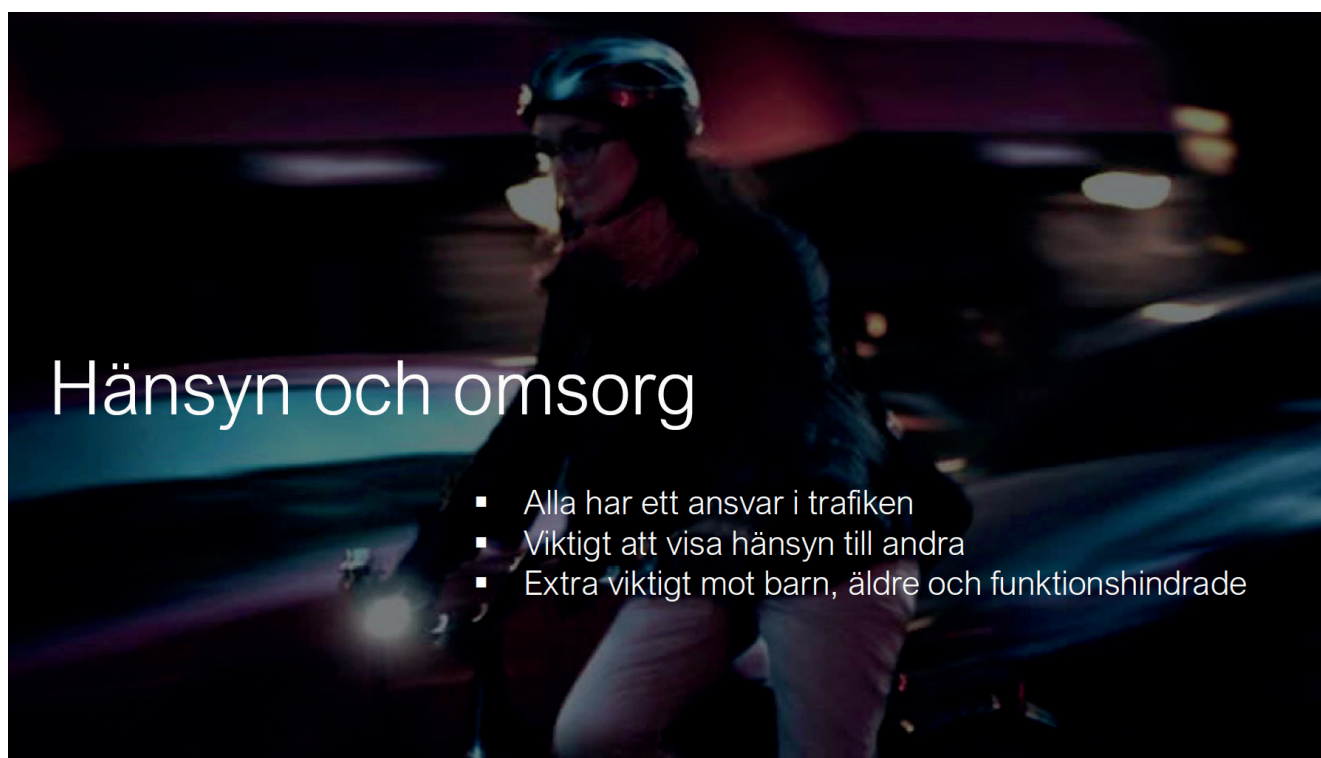 Hänsyn och omsorg
▪ Alla har ett ansvar i trafiken
▪ Viktigt att visa hänsyn till andra
▪ Extra viktigt mot barn, äldre och funktionshindrade